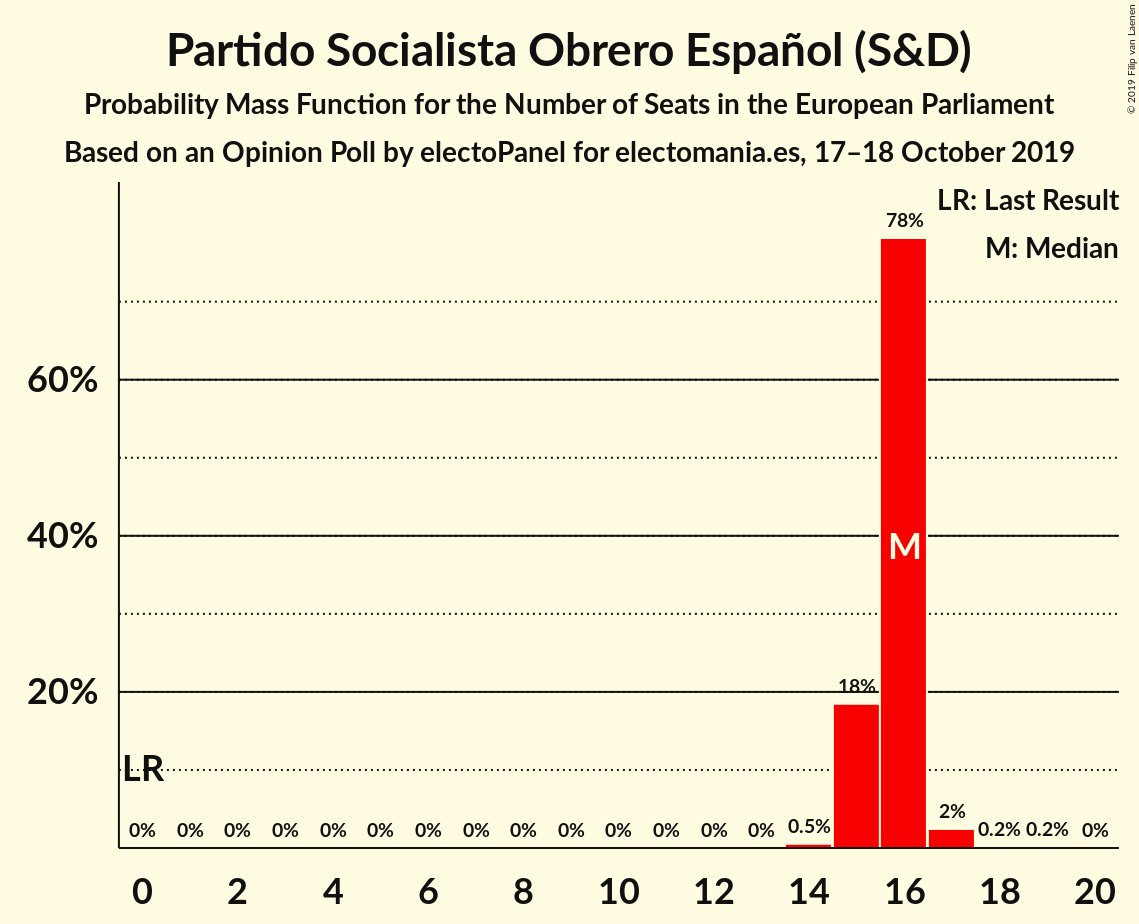 Partido Socialista Obrero Español (S&D)
Probability Mass Function for the Number of Seats in the European Parliament
Based on an Opinion Poll by electoPanel for electomania.es, 17–18 October 2019
© 2019 Filip van Laenen
LR: Last Result
M: Median
78%
60%
40%
M
20%
18%
LR
0% 0% 0% 0% 0% 0% 0% 0% 0% 0% 0% 0% 0% 0% 0.5% 2% 0.2% 0.2% 0%
0 2 4 6 8 10 12 14 16 18 20